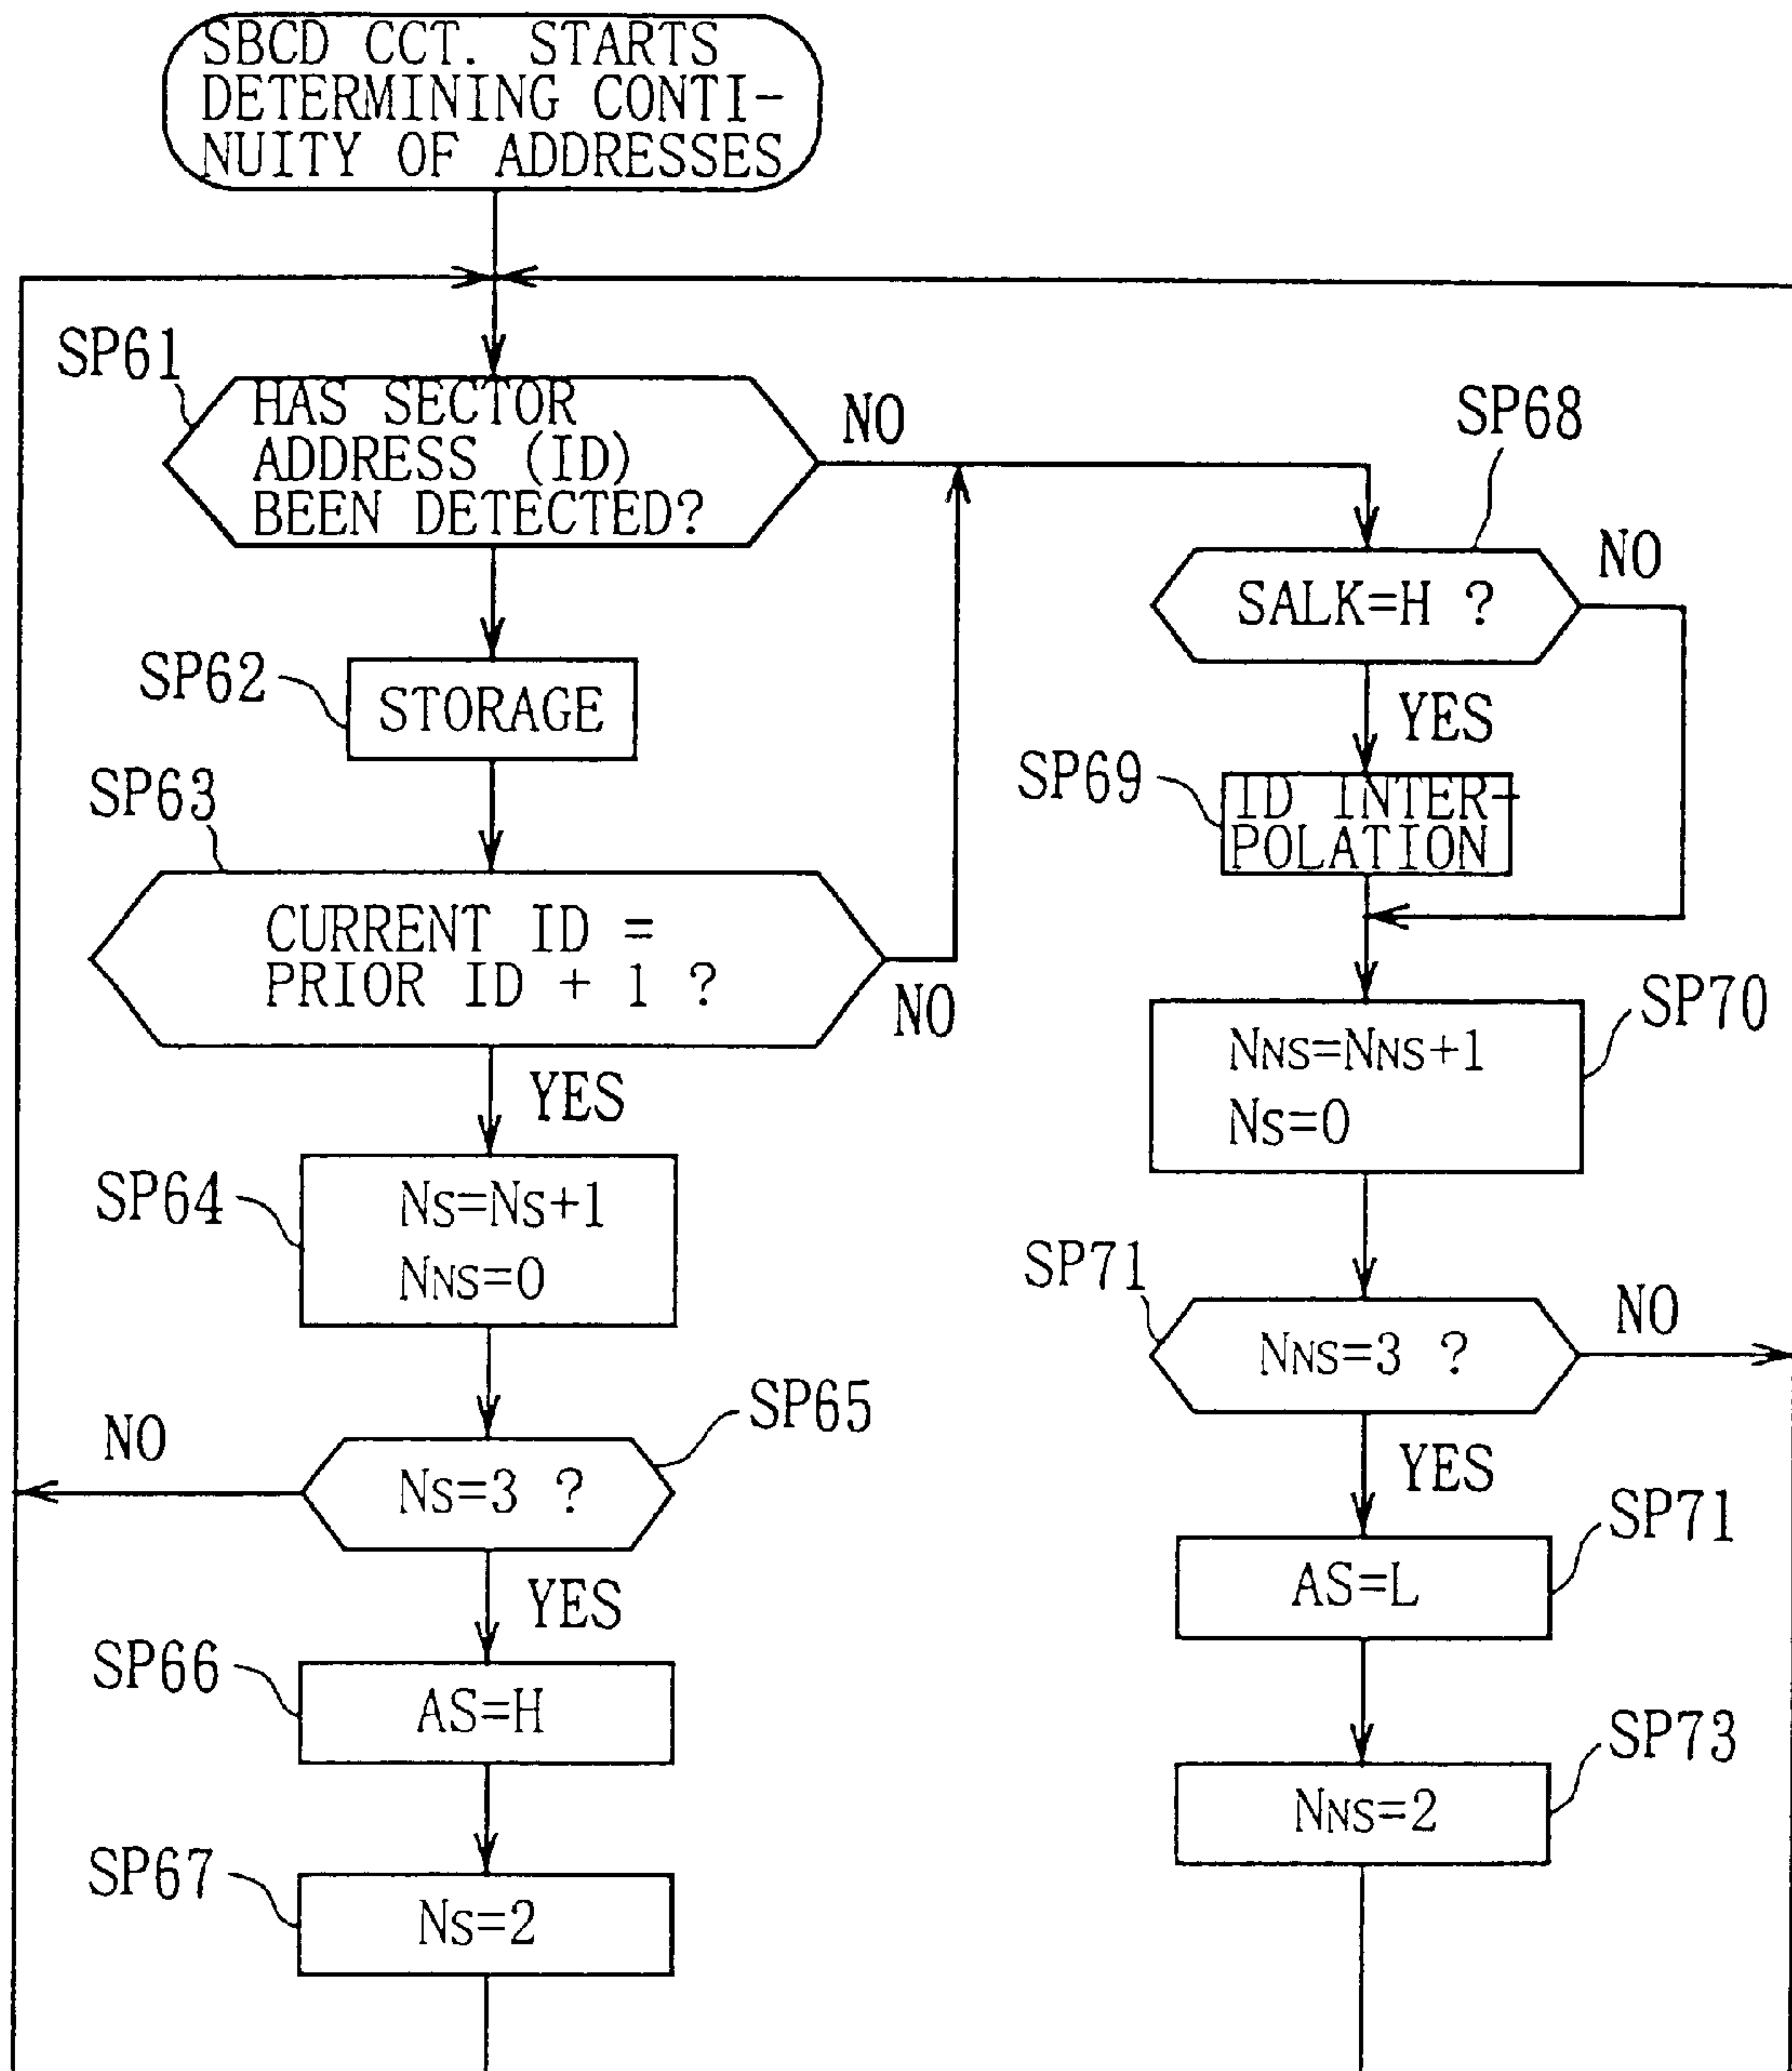 SBCD CCT. STARTS
DETERMINING CONTI-
NUITY OF ADDRESSES
SP61
HAS SECTOR
ADDRESS (ID)
BEEN DETECTED?
NO
SP62
STORAGE
SP63
CURRENT ID =
PRIOR ID + 1 ?
NO
YES
SP64
NS=NS+1
NNS=0
SP65
NS=3 ?
NO
YES
SP66
AS=H
SP67
NS=2
SP68
SALK=H ?
NO
YES
SP69
ID INTER-
POLATION
SP70
NNS=NNS+1
NS=0
SP71
NNS=3 ?
NO
YES
SP71
AS=L
SP73
NNS=2